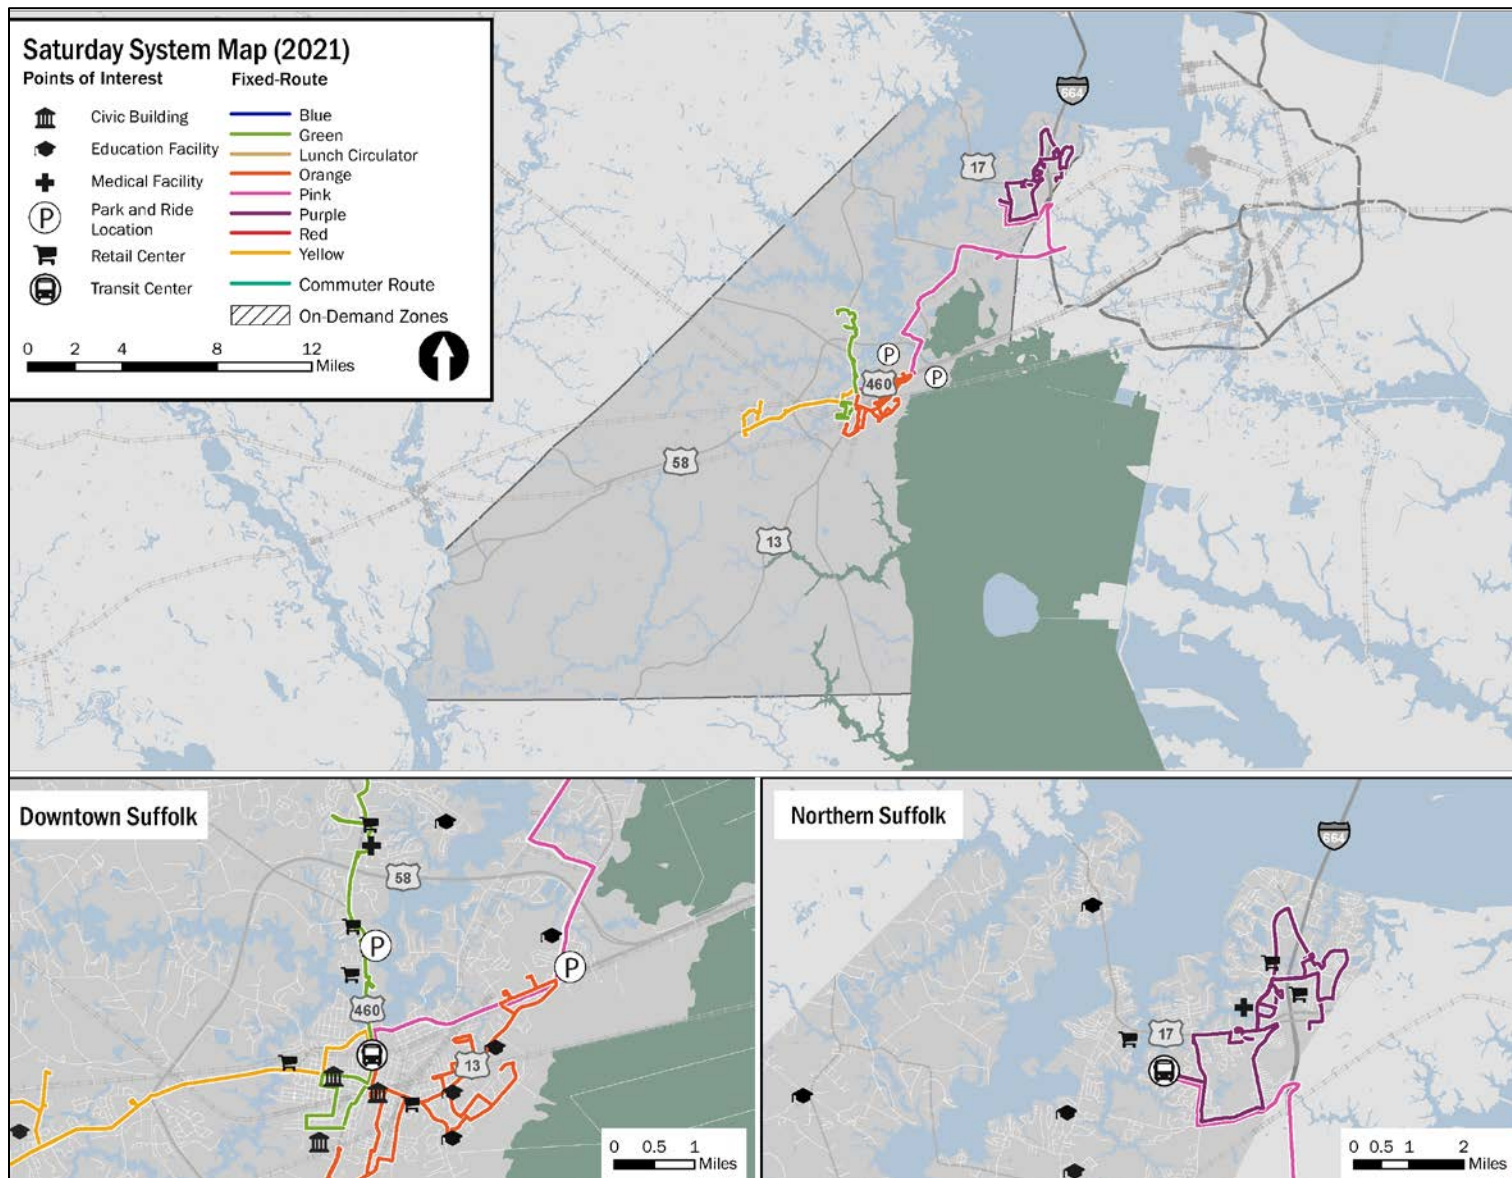 Saturday System Map (2021)
Points of Interest
Fixed-Route
Civic Building
Education Facility
Medical Facility
P
Park and Ride
Location
Retail Center
Transit Center
Blue
Green
Lunch Circulator
Orange
Pink
Purple
Red
Yellow
Commuter Route
On-Demand Zones
0 2 4 8 12
Miles
664
17
P
P
460
58
13
Downtown Suffolk
58
P
P
460
13
0 0.5 1
Miles
Northern Suffolk
664
17
0 0.5 1 2
Miles